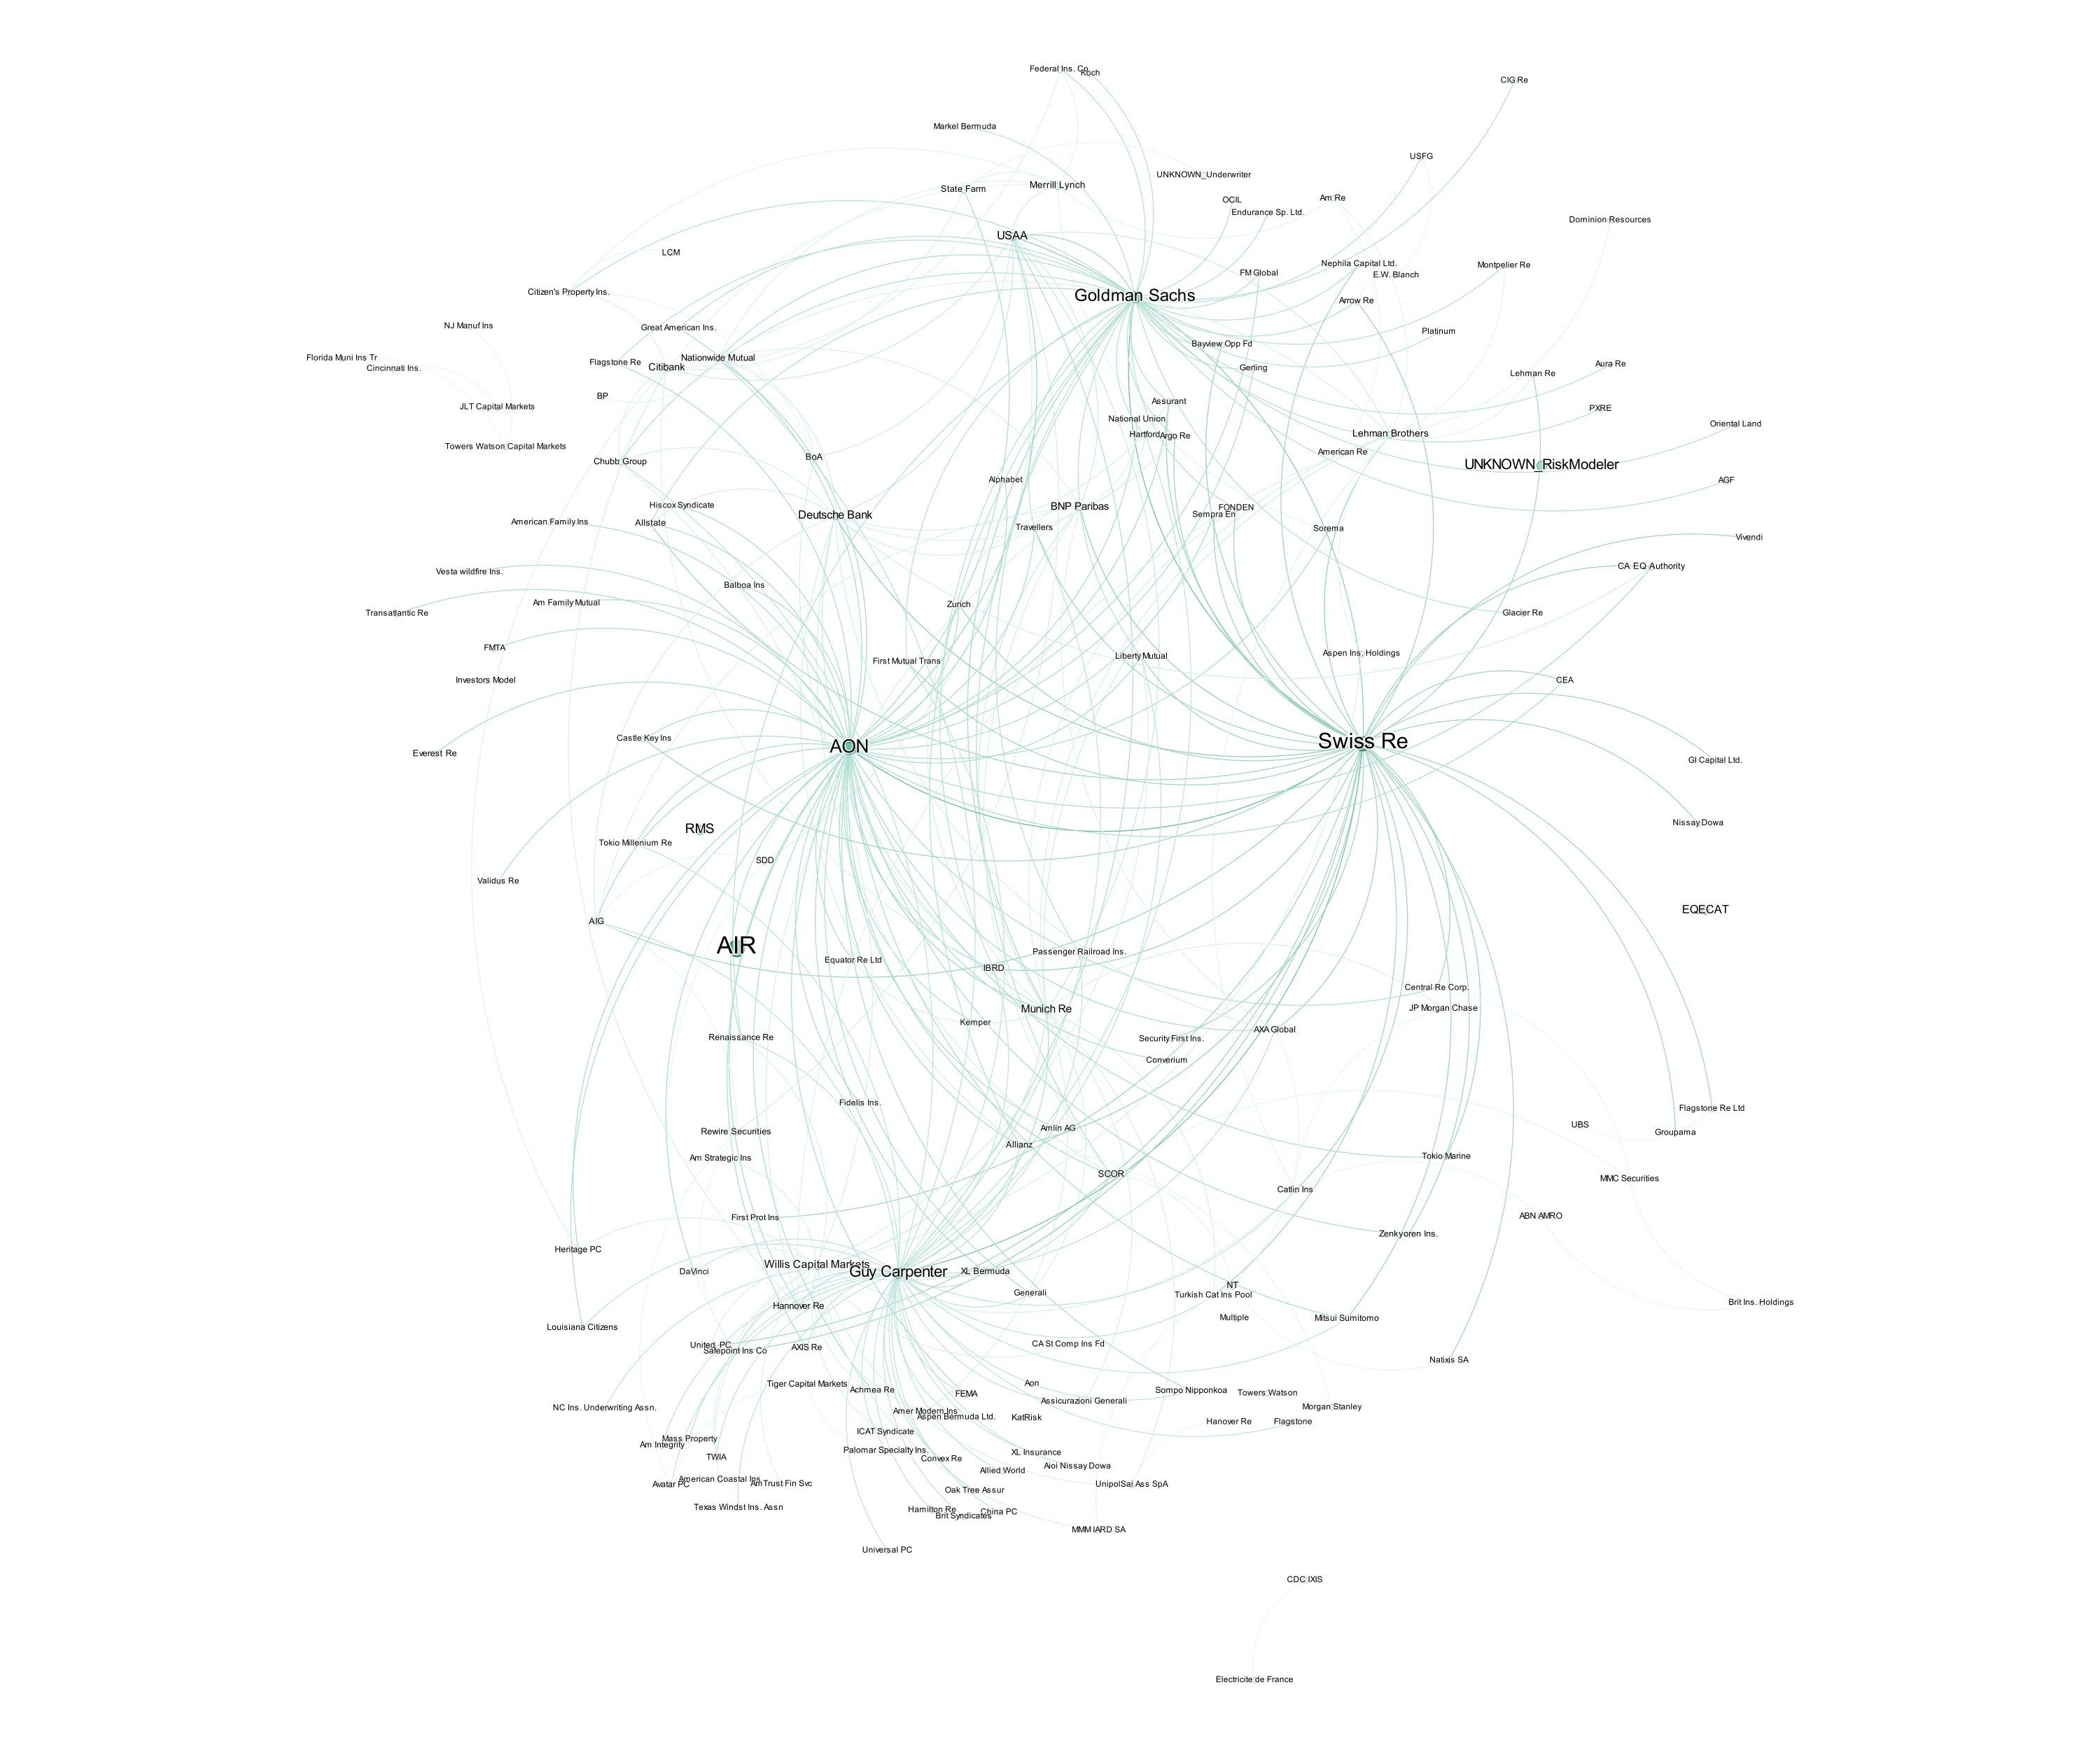 Federal Ins. Co
Koch
CIG Re
Markel Bermuda
USFG
UNKNOWN_Underwriter
Merrill Lynch
State Farm
Am Re
OCIL
Endurance Sp. Ltd.
Dominion Resources
USAA
LCM
Nephila Capital Ltd.
Montpelier Re
FM Global
E.W. Blanch
Citizen's Property Ins.
Goldman Sachs
Arrow Re
NJ Manuf Ins
Great American Ins.
Platinum
Bayview Opp Fd
Florida Muni Ins Tr
Nationwide Mutual
Flagstone Re
Citibank
Cincinnati Ins.
Gerling
Aura Re
Lehman Re
BP
Assurant
JLT Capital Markets
PXRE
National Union
Oriental Land
Hartford
Argo Re
Lehman Brothers
Towers Watson Capital Markets
American Re
BoA
Chubb Group
UNKNOWN_RiskModeler
Alphabet
AGF
Hiscox Syndicate
BNP Paribas
FONDEN
Deutsche Bank
Sempra En
American Family Ins
Allstate
Travellers
Sorema
Vivendi
CA EQ Authority
Vesta wildfire Ins.
Balboa Ins
Am Family Mutual
Zurich
Transatlantic Re
Glacier Re
FMTA
Liberty Mutual
Aspen Ins. Holdings
First Mutual Trans
Investors Model
CEA
Castle Key Ins
Swiss Re
AON
Everest Re
GI Capital Ltd.
Nissay Dowa
RMS
Tokio Millenium Re
SDD
Validus Re
EQECAT
AIG
AIR
Passenger Railroad Ins.
Equator Re Ltd
IBRD
Central Re Corp.
JP Morgan Chase
Munich Re
Kemper
AXA Global
Renaissance Re
Security First Ins.
Converium
Fidelis Ins.
Flagstone Re Ltd
UBS
Amlin AG
Rewire Securities
Groupama
Allianz
Am Strategic Ins
Tokio Marine
SCOR
MMC Securities
Catlin Ins
First Prot Ins
ABN AMRO
Zenkyoren Ins.
Heritage PC
Willis Capital Markets
DaVinci
Guy Carpenter
XL Bermuda
NT
Generali
Turkish Cat Ins Pool
Brit Ins. Holdings
Hannover Re
Multiple
Mitsui Sumitomo
Louisiana Citizens
CA St Comp Ins Fd
United PC
AXIS Re
Safepoint Ins Co
Natixis SA
Tiger Capital Markets
Aon
Achmea Re
Sompo Nipponkoa
FEMA
Towers Watson
Assicurazioni Generali
Morgan Stanley
NC Ins. Underwriting Assn.
Amer Modern Ins
Aspen Bermuda Ltd.
KatRisk
Hanover Re
Flagstone
ICAT Syndicate
Mass Property
Am Integrity
Palomar Specialty Ins.
XL Insurance
TWIA
Convex Re
Aioi Nissay Dowa
Allied World
American Coastal Ins
Avatar PC
AmTrust Fin Svc
UnipolSai Ass SpA
Oak Tree Assur
Texas Windst Ins. Assn
Hamilton Re
China PC
Brit Syndicates
MMM IARD SA
Universal PC
CDC IXIS
Electricite de France